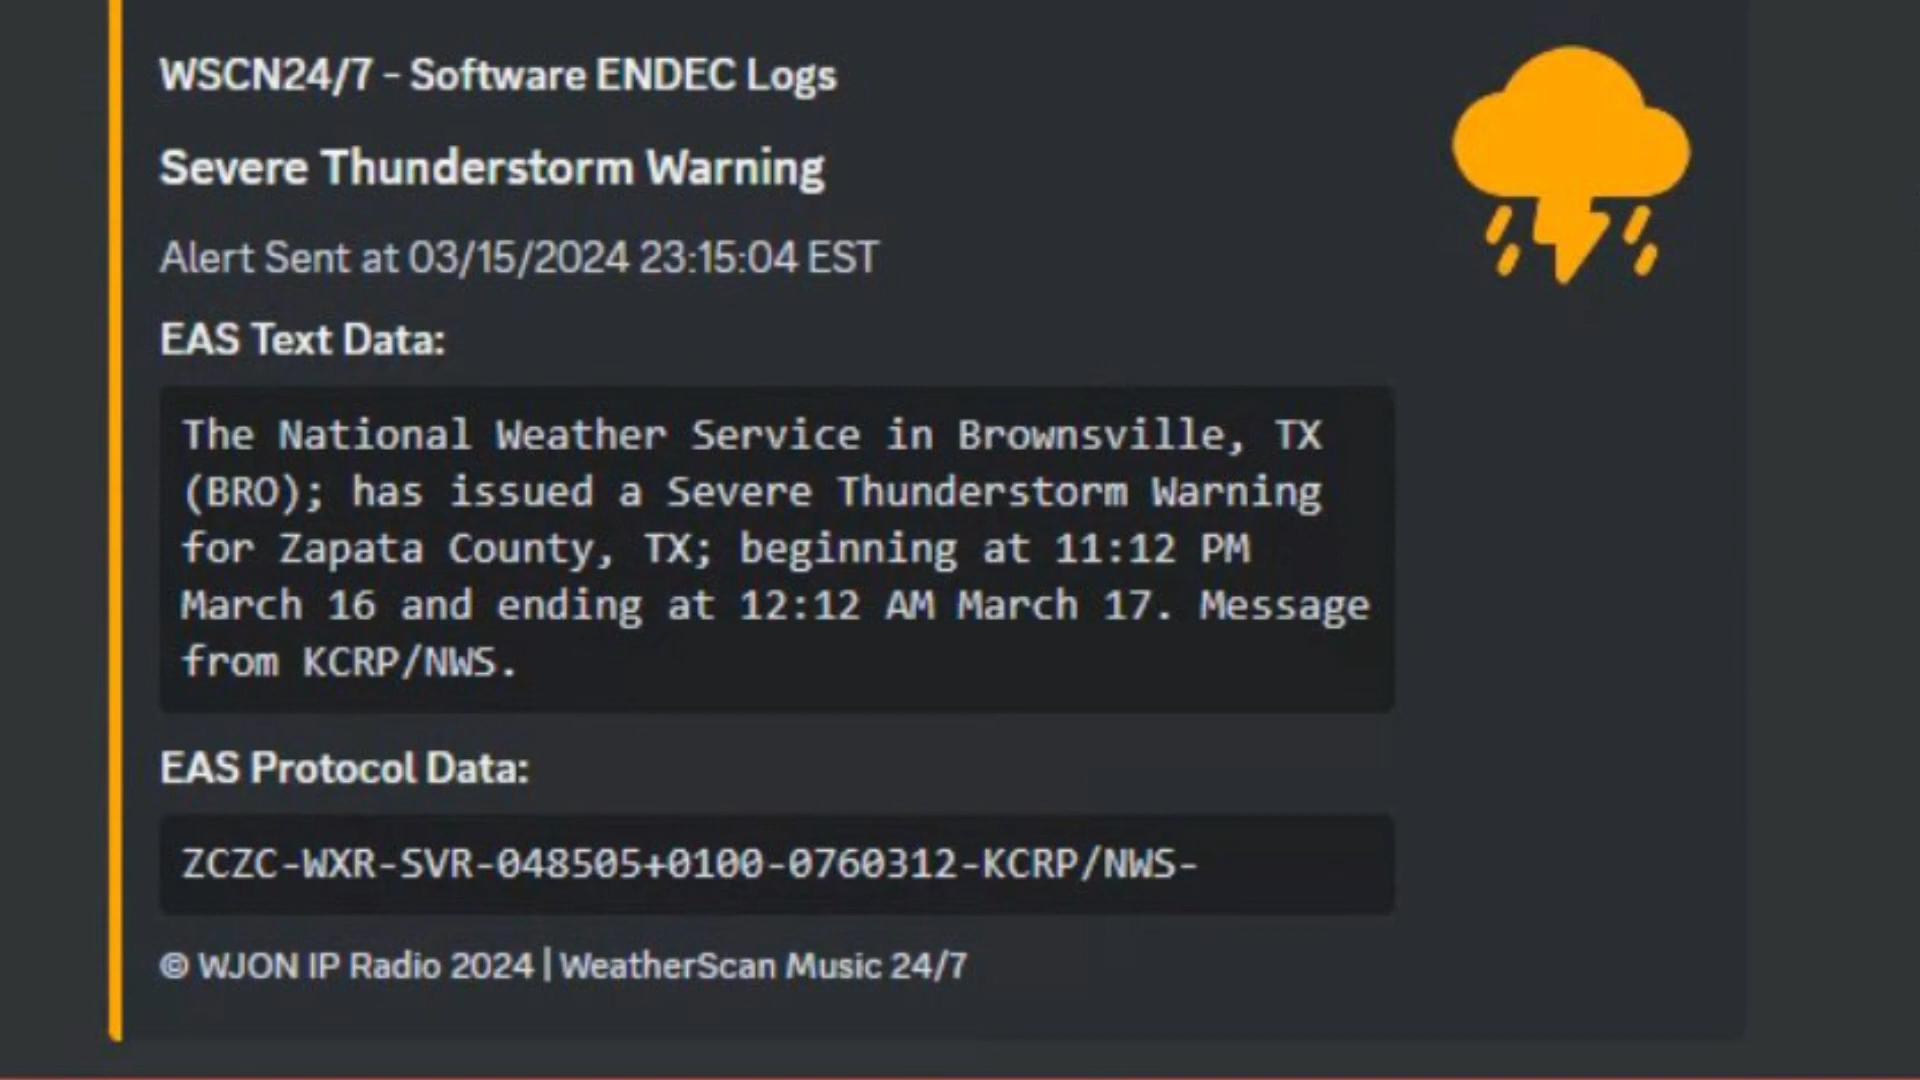 WSCN24/7 - Software ENDEC Logs
Severe Thunderstorm Warning
Alert Sent at 03/15/2024 23:15:04 EST
EAS Text Data:
The National Weather Service in Brownsville, TX
(BRO); has issued a Severe Thunderstorm Warning
for Zapata County, TX; beginning at 11:12 PM
March 16 and ending at 12:12 AM March 17. Message
from KCRP/NWS.
EAS Protocol Data:
ZCZC-WXR-SVR-048505+0100-0760312-KCRP/NWS-
© WJON IP Radio 2024 | WeatherScan Music 24/7